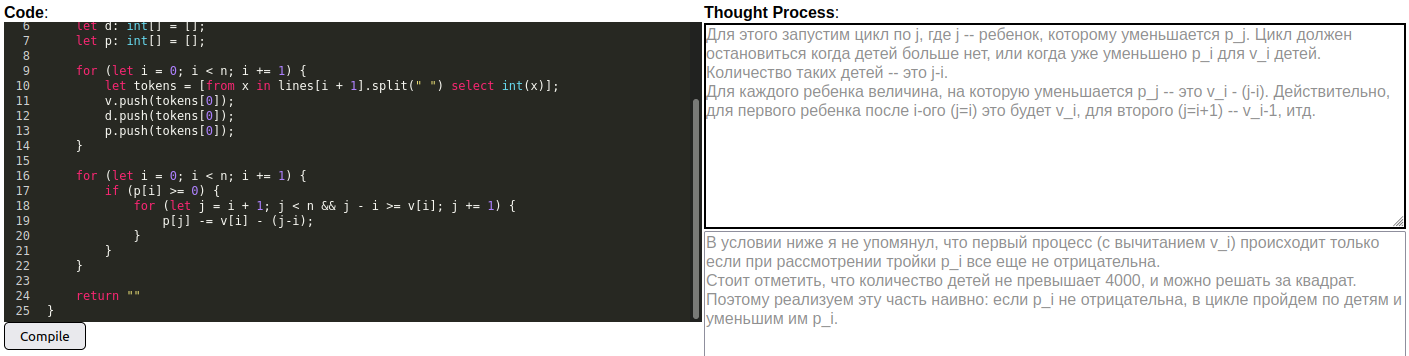 Code:
6 let d: int[] = [];
7 let p: int[] = [];
8
9 for (let i = 0; i < n; i += 1) {
10 let tokens = [from x in lines[i + 1].split(" ") select int(x)];
11 v.push(tokens[0]);
12 d.push(tokens[0]);
13 p.push(tokens[0]);
14 }
15
16 for (let i = 0; i < n; i += 1) {
17 if (p[i] >= 0) {
18 for (let j = i + 1; j < n && j - i >= v[i]; j += 1) {
19 p[j] -= v[i] - (j-i);
20 }
21 }
22 }
23
24 return ""
25 }
Compile
Thought Process:
Для этого запустим цикл по j, где j -- ребенок, которому уменьшается p_j. Цикл должен
остановиться когда детей больше нет, или когда уже уменьшено p_i для v_i детей.
Количество таких детей -- это j-i.
Для каждого ребенка величина, на которую уменьшается p_j -- это v_i - (j-i). Действительно,
для первого ребенка после i-ого (j=i) это будет v_i, для второго (j=i+1) -- v_i-1, итд.
В условии ниже я не упомянул, что первый процесс (с вычитанием v_i) происходит только
если при рассмотрении тройки p_i все еще не отрицательна.
Стоит отметить, что количество детей не превышает 4000, и можно решать за квадрат.
Поэтому реализуем эту часть наивно: если p_i не отрицательна, в цикле пройдем по детям и
уменьшим им p_i.